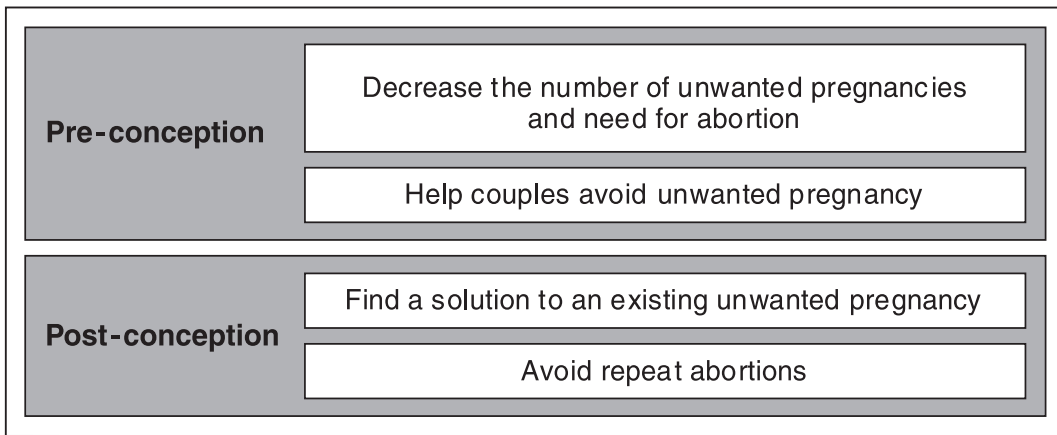 Pre-conception
Decrease the number of unwanted pregnancies
and need for abortion
Help couples avoid unwanted pregnancy
Post-conception
Find a solution to an existing unwanted pregnancy
Avoid repeat abortions